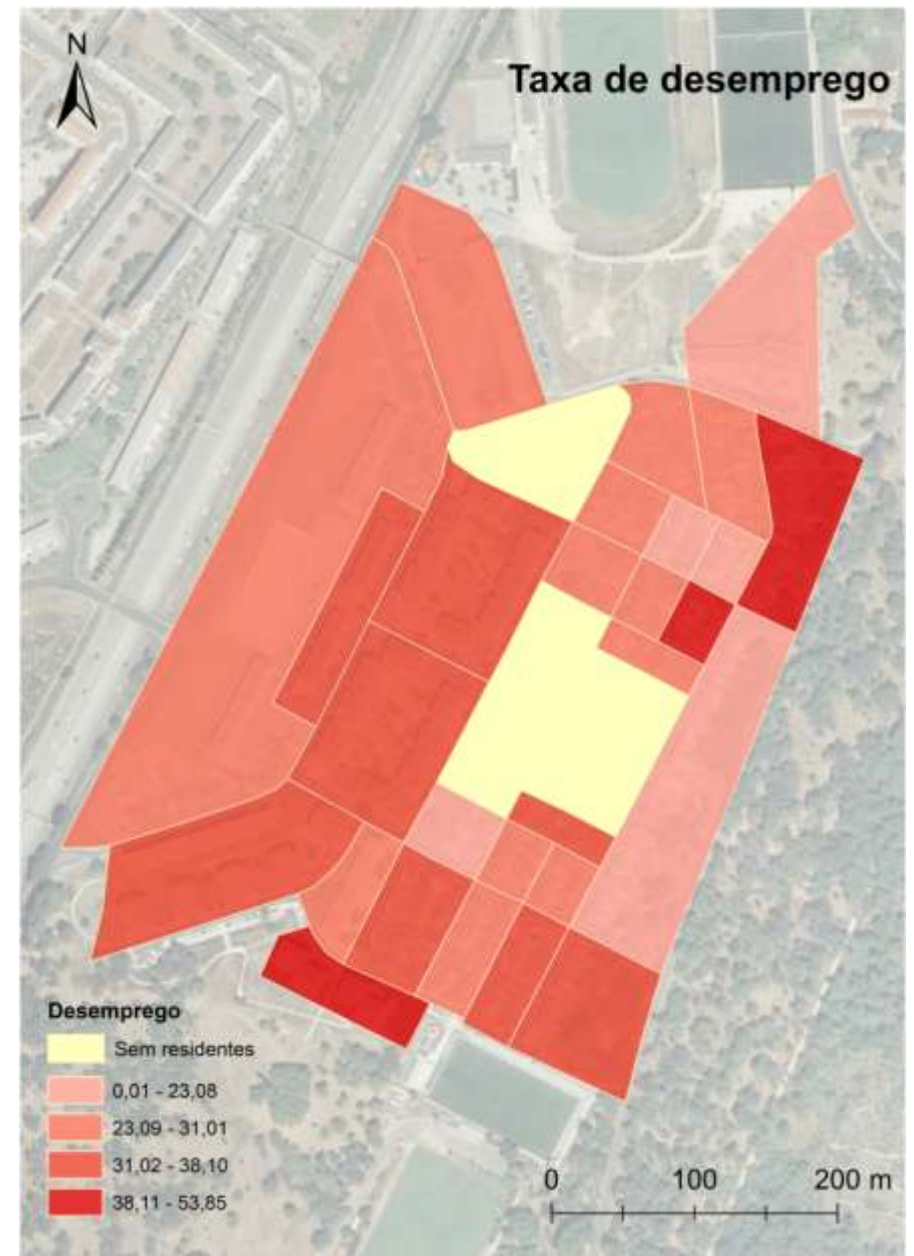 N
Taxa de desemprego
Desemprego
Sem residentes
0,01 - 23,08
23,09 - 31,01
31,02 - 38,10
38,11 - 53,85
0 100 200 m